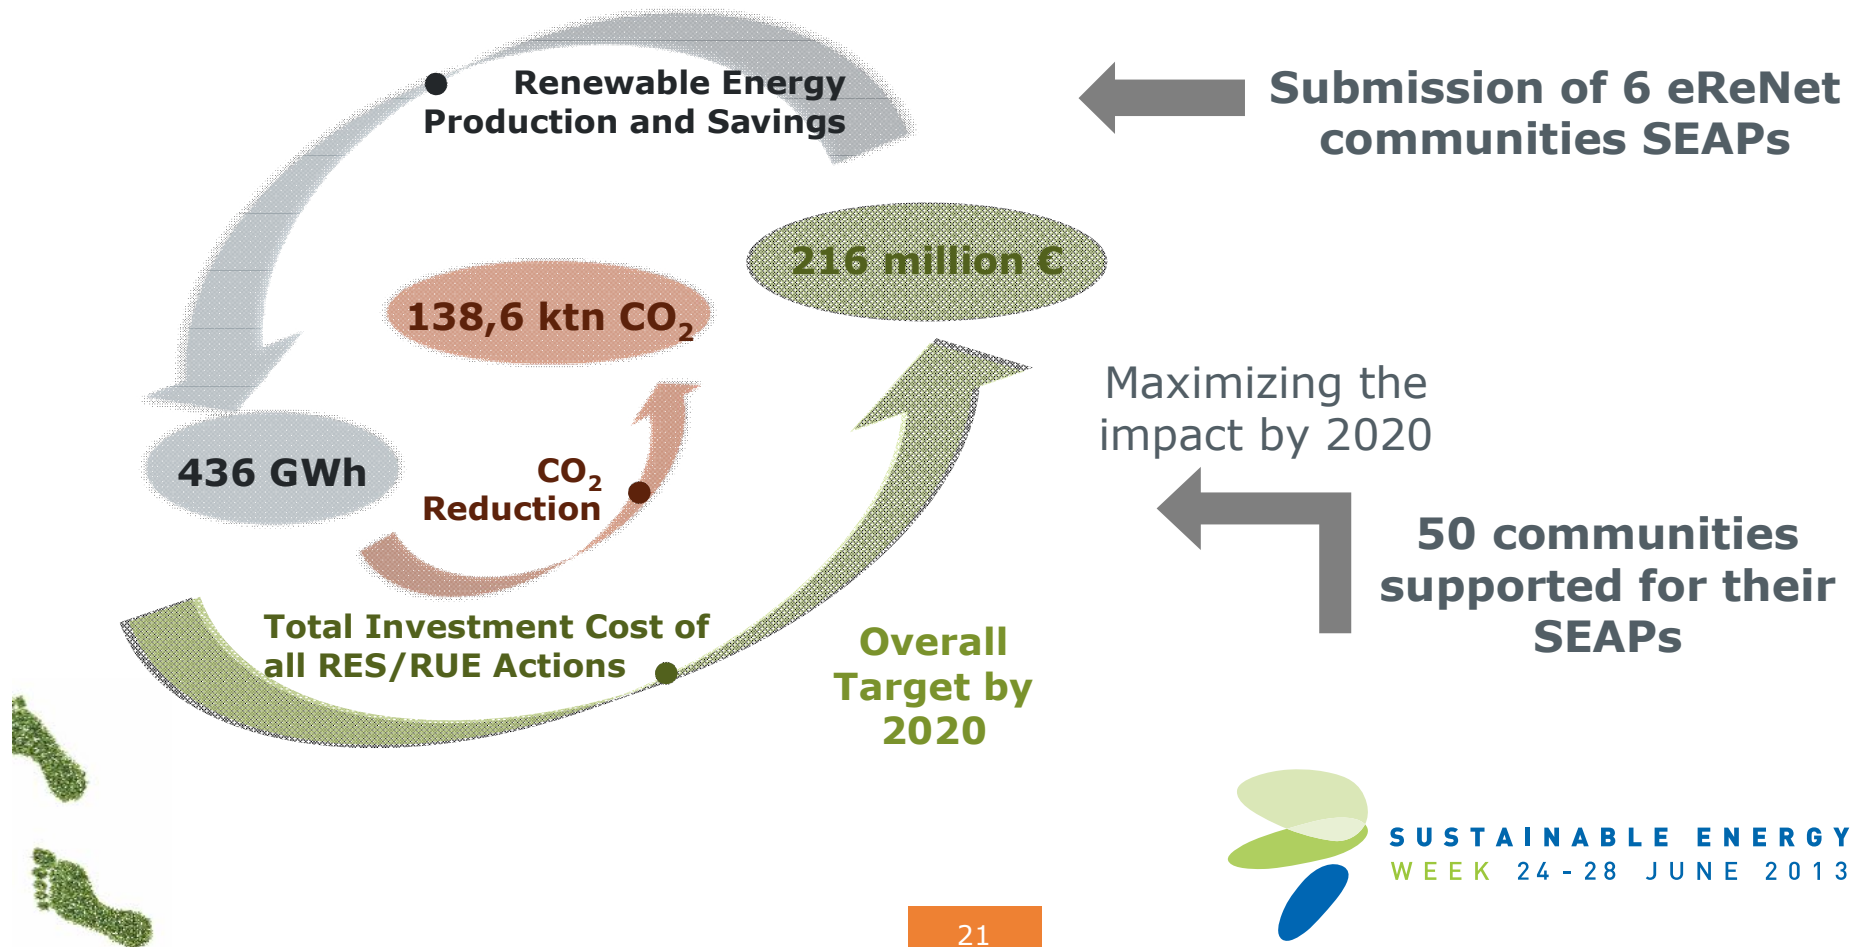 Renewable Energy
Production and Savings
Submission of 6 eReNet
communities SEAPs
216 million €
138,6 ktn CO₂
Maximizing the
impact by 2020
436 GWh
CO₂
Reduction
50 communities
supported for their
SEAPs
Total Investment Cost of
all RES/RUE Actions
Overall
Target by
2020
SUSTAINABLE ENERGY
WEEK 24-28 JUNE 2013
21